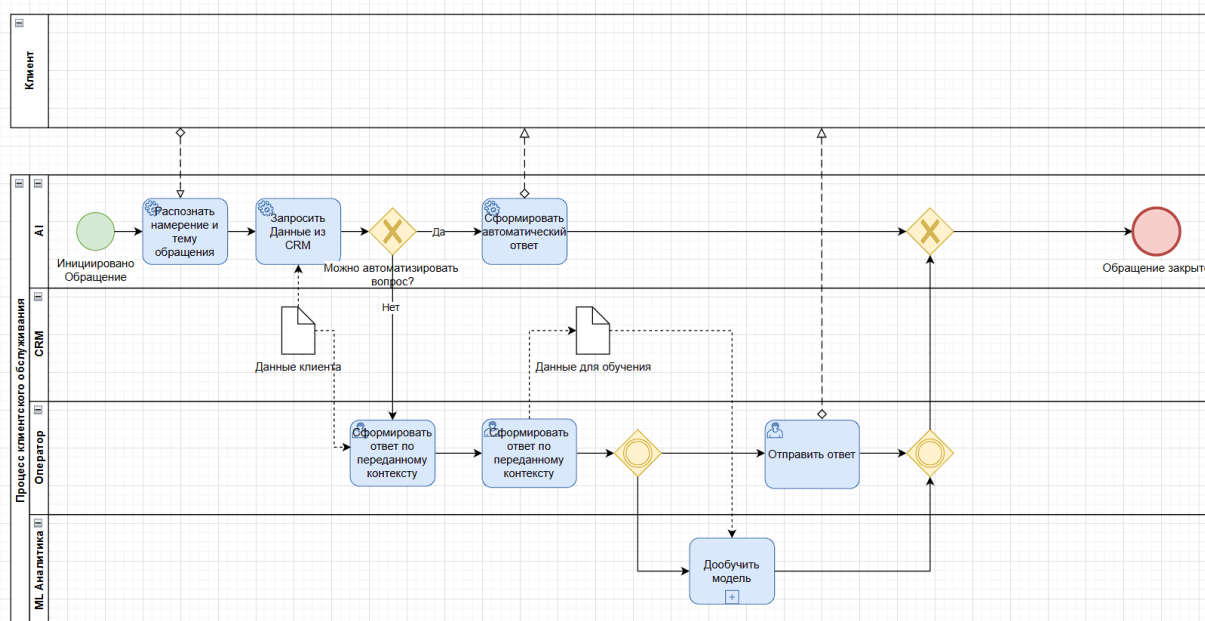 Клиент
Процесс клиентского обслуживания
AI
Инициировано
Обращение
Распознать
намерение и
тему
обращения
Запросить
Данные из
CRM
Можно автоматизировать
вопрос?
Да
Нет
Сформировать
автоматический
ответ
Обращение закрыто
CRM
Данные клиента
Данные для обучения
Оператор
Сформировать
ответ по
переданному
контексту
Сформировать
ответ по
переданному
контексту
Отправить ответ
ML Аналитика
Дообучить
модель